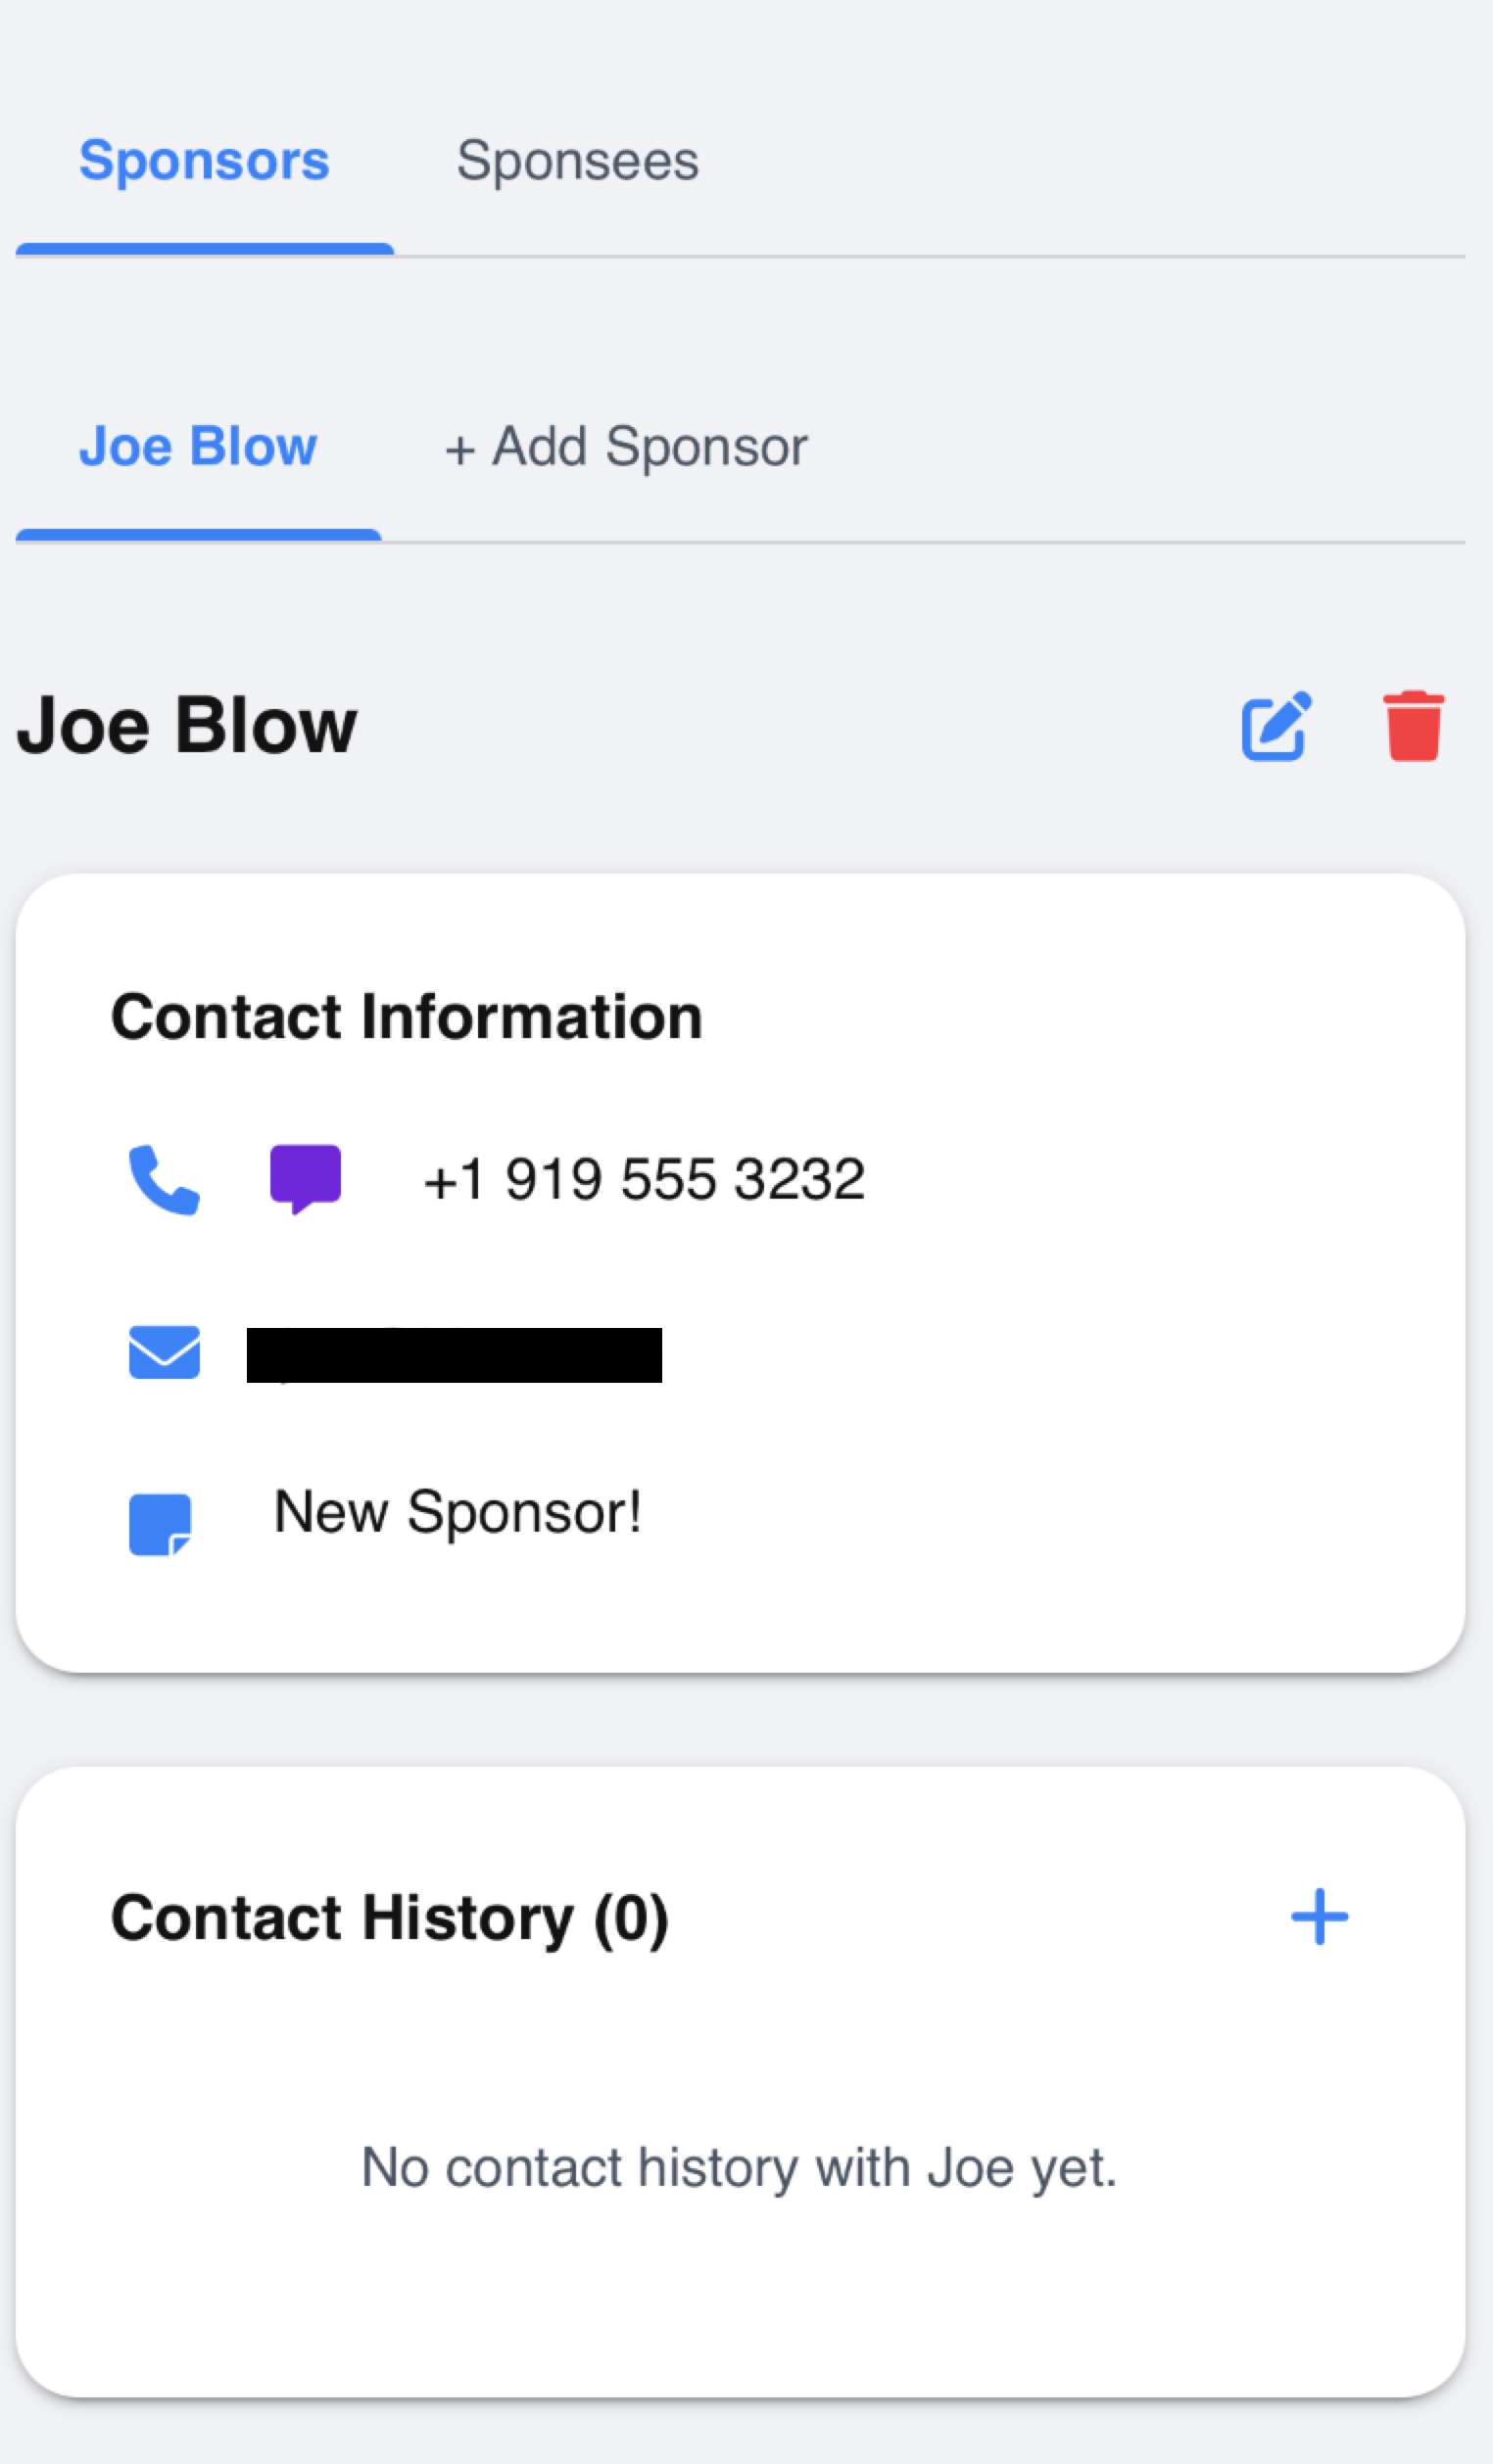 Sponsors Sponsees
Joe Blow + Add Sponsor
Joe Blow
Contact Information
+1 919 555 3232
New Sponsor!
Contact History (0)
No contact history with Joe yet.